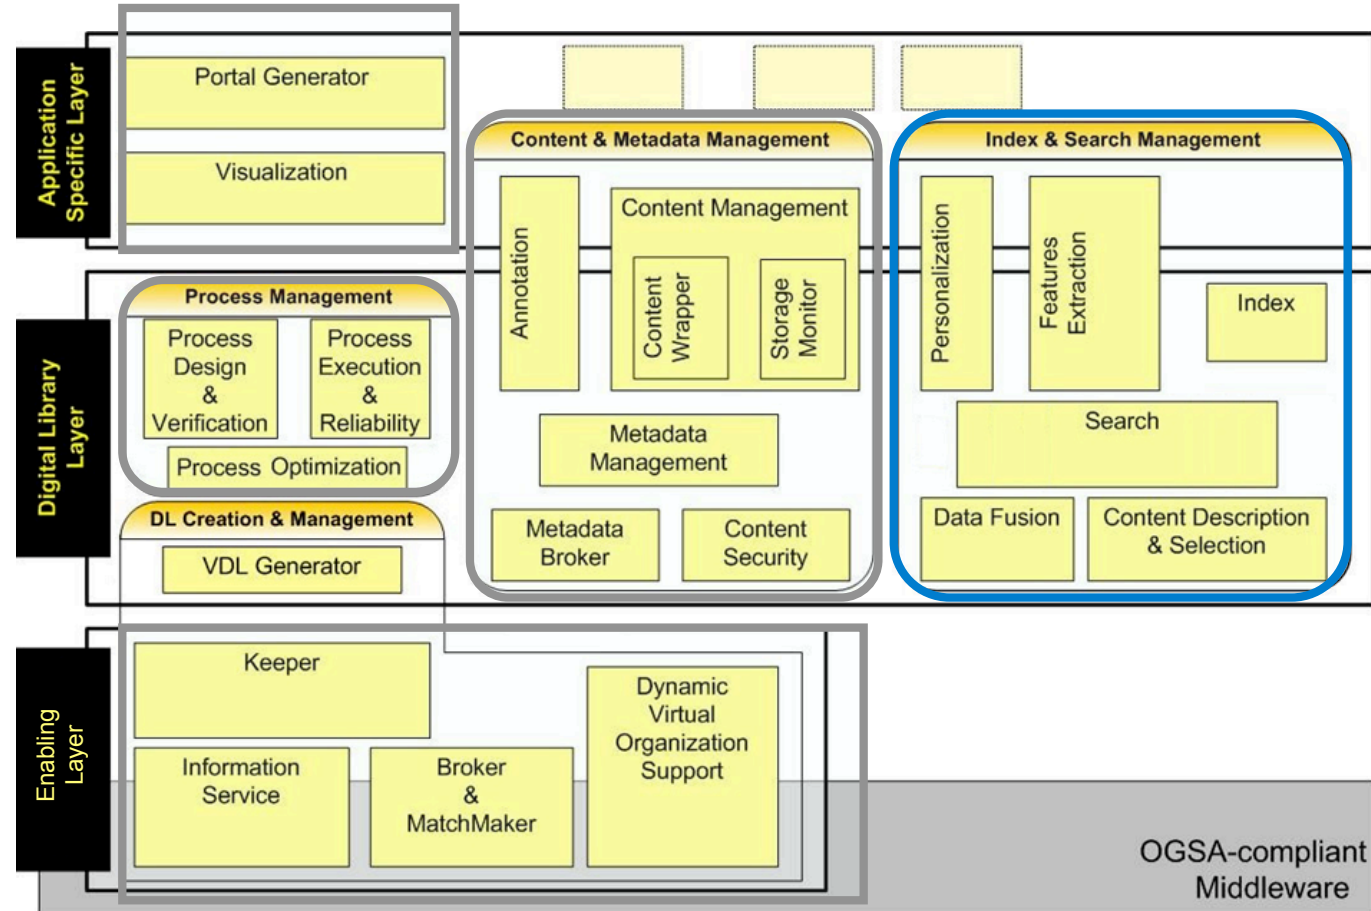 Application
Specific Layer
Portal Generator
Visualization
Content & Metadata Management
Annotation
Content Management
Content
Wrapper
Storage
Monitor
Metadata
Management
Metadata
Broker
Content
Security
Index & Search Management
Personalization
Features
Extraction
Index
Search
Data Fusion
Content Description
& Selection
Digital Library
Layer
Process Management
Process
Design
&
Verification
Process
Execution
&
Reliability
Process Optimization
DL Creation & Management
VDL Generator
Enabling
Layer
Keeper
Information
Service
Broker
&
MatchMaker
Dynamic
Virtual
Organization
Support
OGSA-compliant
Middleware